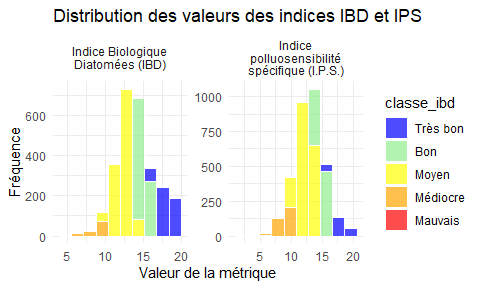 Distribution des valeurs des indices IBD et IPS
Indice Biologique
Diatomées (IBD)
Indice
polluosensibilité
spécifique (I.P.S.)
Fréquence
600
400
200
0
5
10
15
20
1000
750
500
250
0
5
10
15
20
Valeur de la métrique
classe_ibd
Très bon
Bon
Moyen
Médiocre
Mauvais